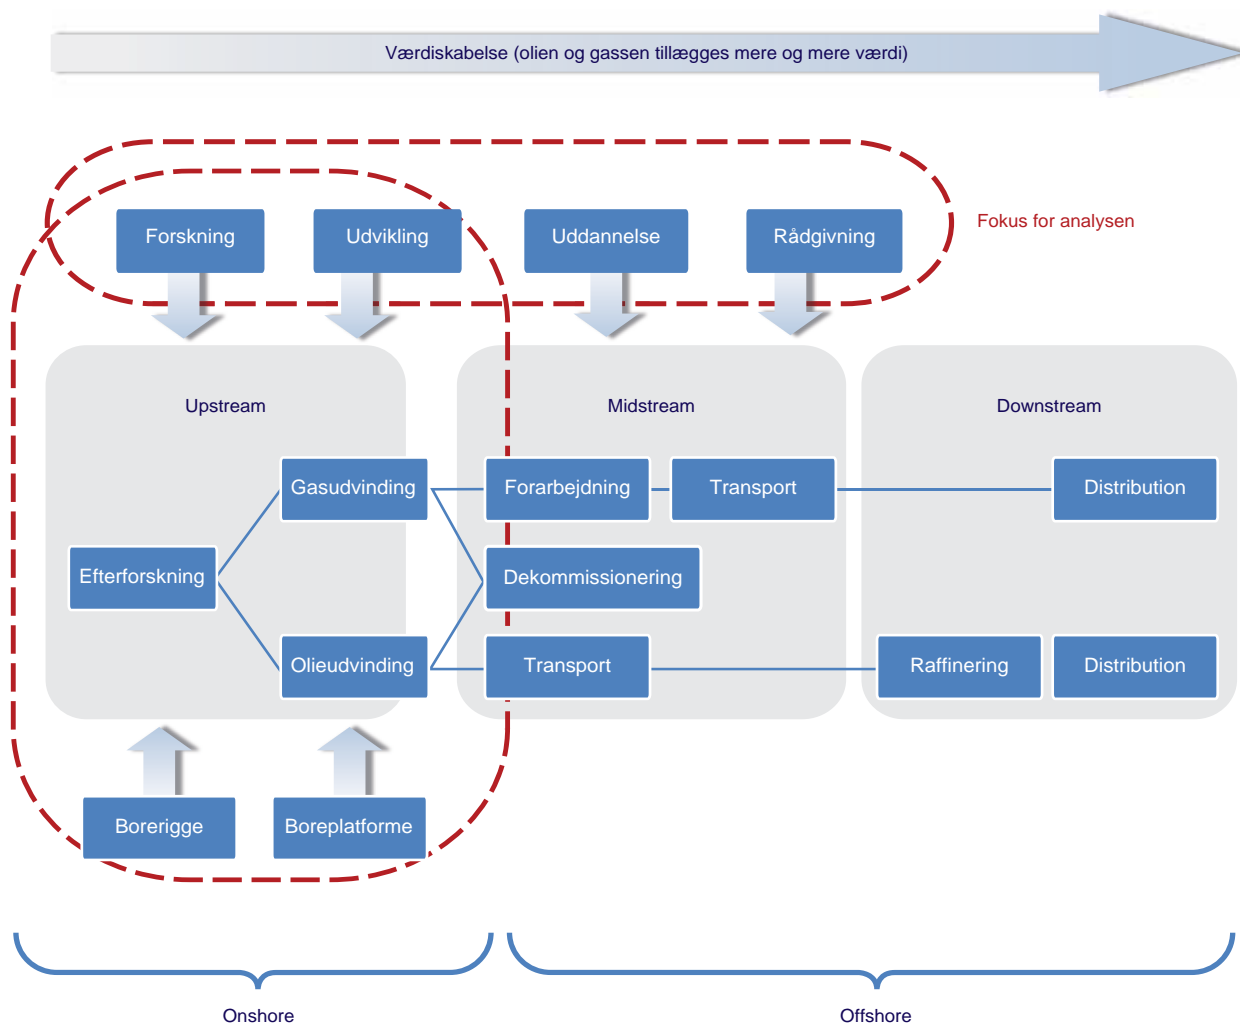 Værdiskabelse (olien og gassen tillægges mere og mere værdi)
Fokus for analysen
Forskning
Udvikling
Uddannelse
Rådgivning
Upstream
Midstream
Downstream
Gasudvinding
Forarbejdning
Transport
Distribution
Efterforskning
Dekommissionering
Olieudvinding
Transport
Raffinering
Distribution
Borerigge
Boreplatforme
Onshore
Offshore